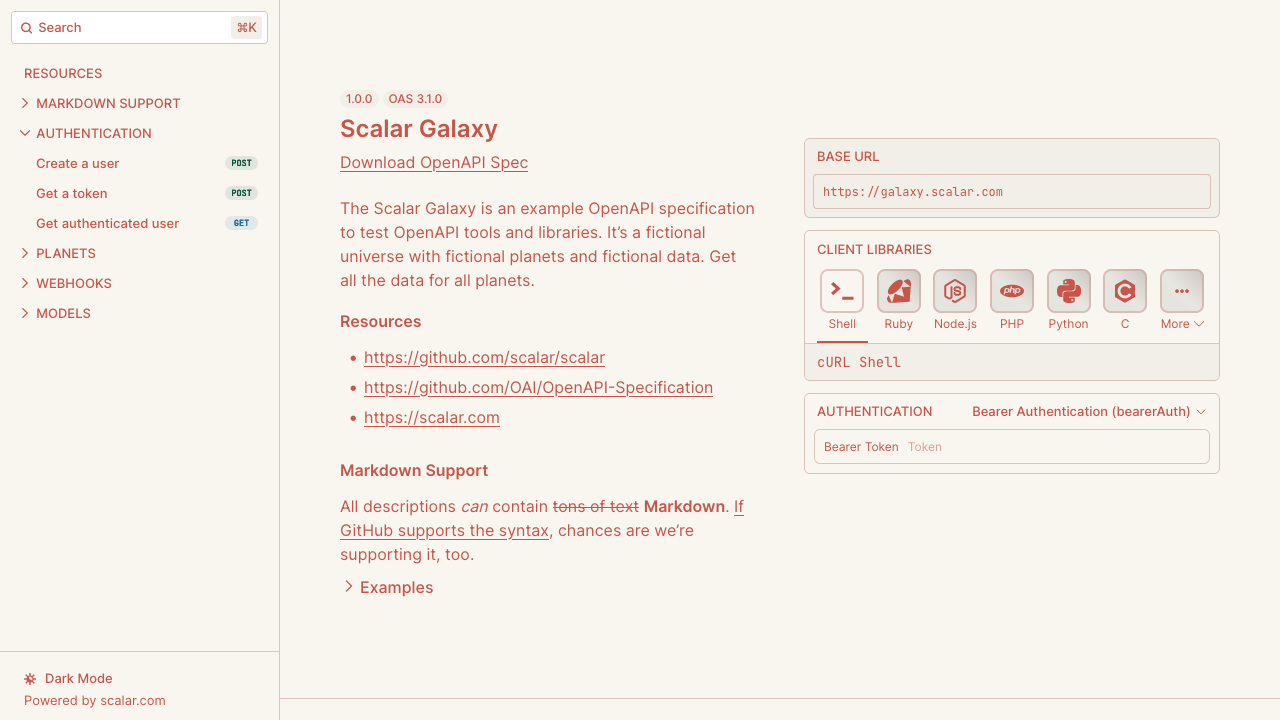 Search ⌘K
RESOURCES
MARKDOWN SUPPORT
AUTHENTICATION
Create a user POST
Get a token POST
Get authenticated user GET
PLANETS
WEBHOOKS
MODELS
Dark Mode
Powered by scalar.com
1.0.0 OAS 3.1.0
Scalar Galaxy
Download OpenAPI Spec
The Scalar Galaxy is an example OpenAPI specification
to test OpenAPI tools and libraries. It’s a fictional
universe with fictional planets and fictional data. Get
all the data for all planets.
Resources
• https://github.com/scalar/scalar
• https://github.com/OAI/OpenAPI-Specification
• https://scalar.com
Markdown Support
All descriptions can contain tons of text Markdown. If
GitHub supports the syntax, chances are we’re
supporting it, too.
Examples
BASE URL
https://galaxy.scalar.com
CLIENT LIBRARIES
Shell Ruby Node.js PHP Python C More
cURL Shell
AUTHENTICATION Bearer Authentication (bearerAuth)
Bearer Token Token